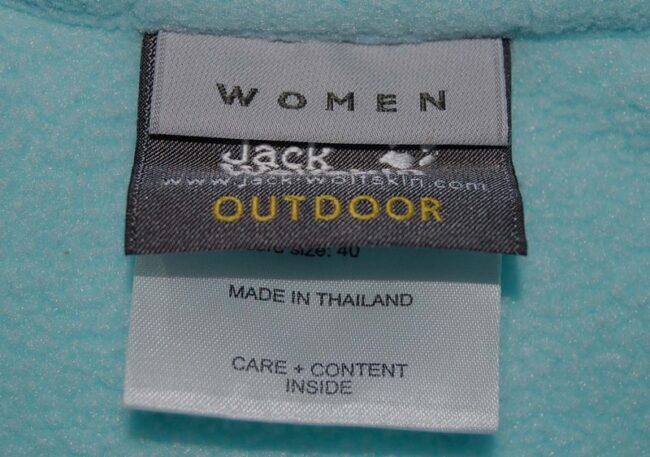 WOMEN
Jack
www.jack-wolfskin.com
OUTDOOR
size: 40
MADE IN THAILAND
CARE + CONTENT
INSIDE